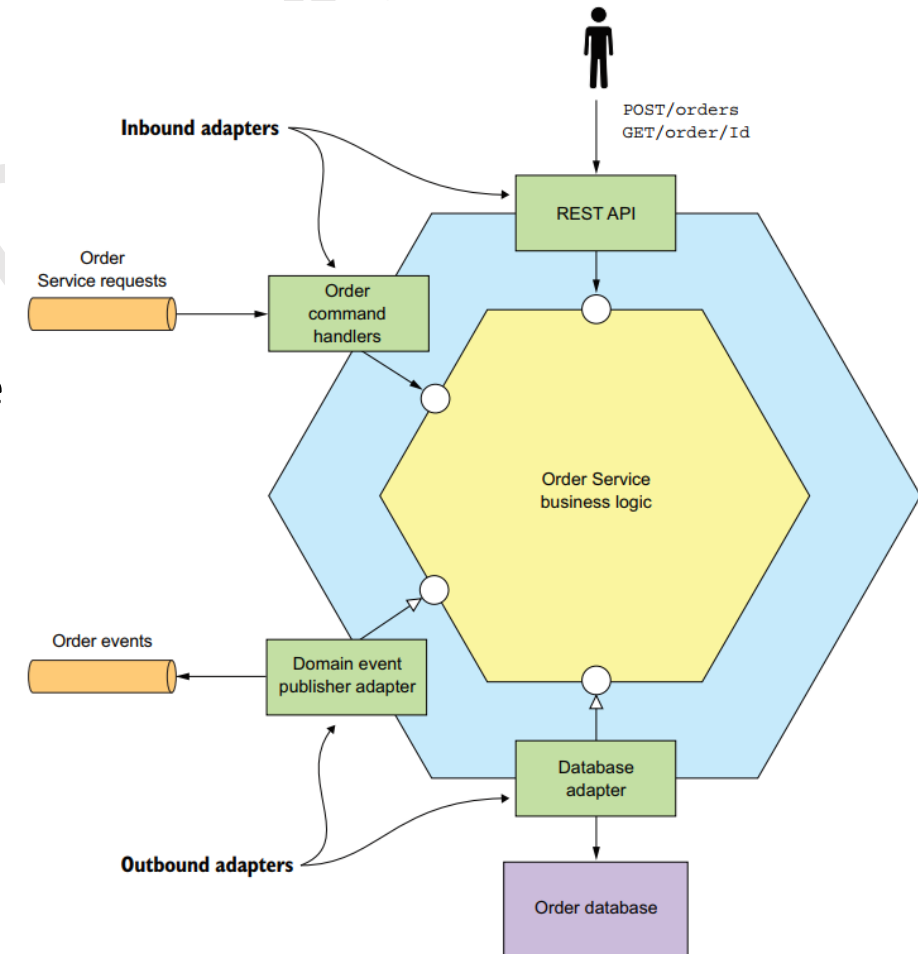 POST/orders
GET/order/Id
Inbound adapters
REST API
Order
Service requests
Order
command
handlers
e
Order Service
business logic
Order events
Domain event
publisher adapter
Database
adapter
Outbound adapters
Order database